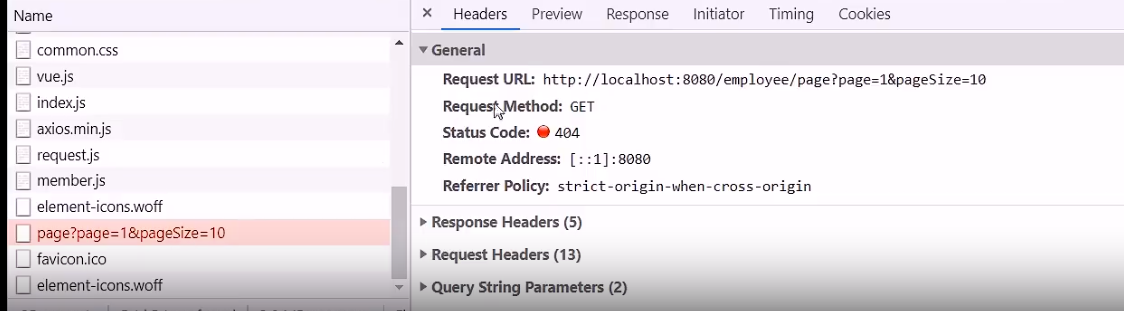 Name
common.css
vue.js
index.js
axios.min.js
request.js
member.js
element-icons.woff
page?page=1&pageSize=10
favicon.ico
element-icons.woff
× Headers Preview Response Initiator Timing Cookies
General
Request URL: http://localhost:8080/employee/page?page=1&pageSize=10
Request Method: GET
Status Code: 404
Remote Address: [::1]:8080
Referrer Policy: strict-origin-when-cross-origin
Response Headers (5)
Request Headers (13)
Query String Parameters (2)